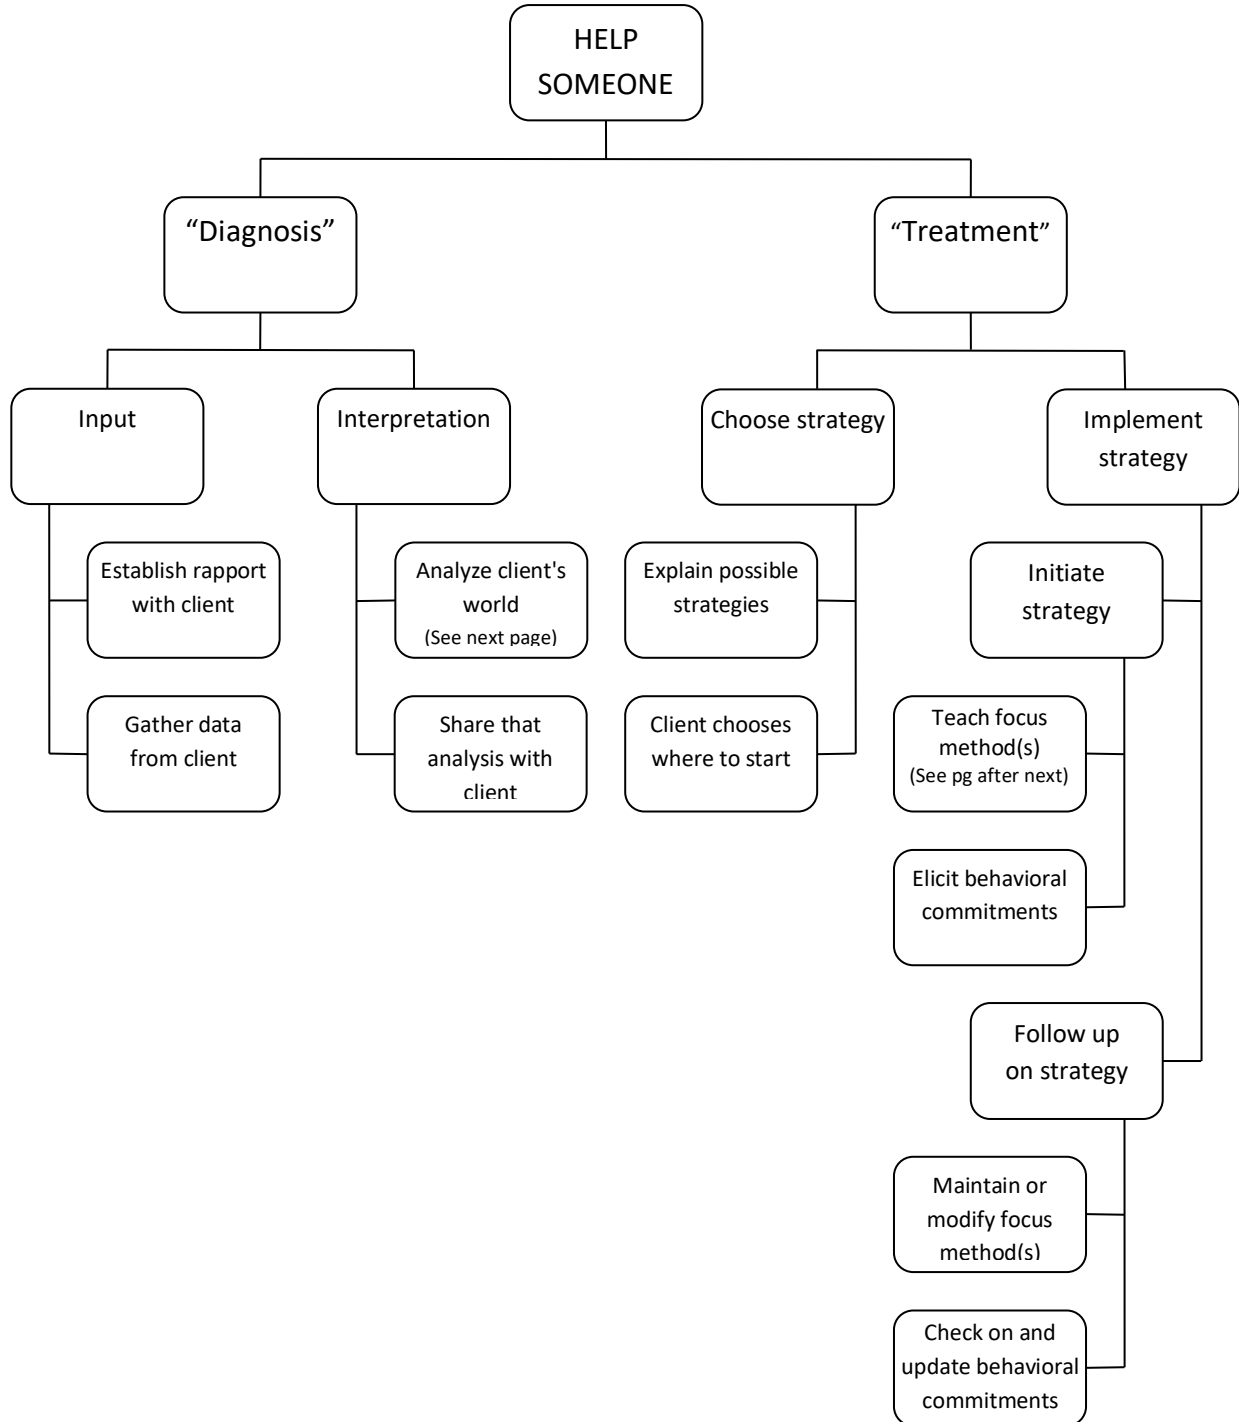 HELP
SOMEONE
“Diagnosis”
“Treatment”
Input
Interpretation
Choose strategy
Implement
strategy
Establish rapport
with client
Analyze client's
world
(See next page)
Explain possible
strategies
Initiate
strategy
Gather data
from client
Share that
analysis with
client
Client chooses
where to start
Teach focus
method(s)
(See pg after next)
Elicit behavioral
commitments
Follow up
on strategy
Maintain or
modify focus
method(s)
Check on and
update behavioral
commitments